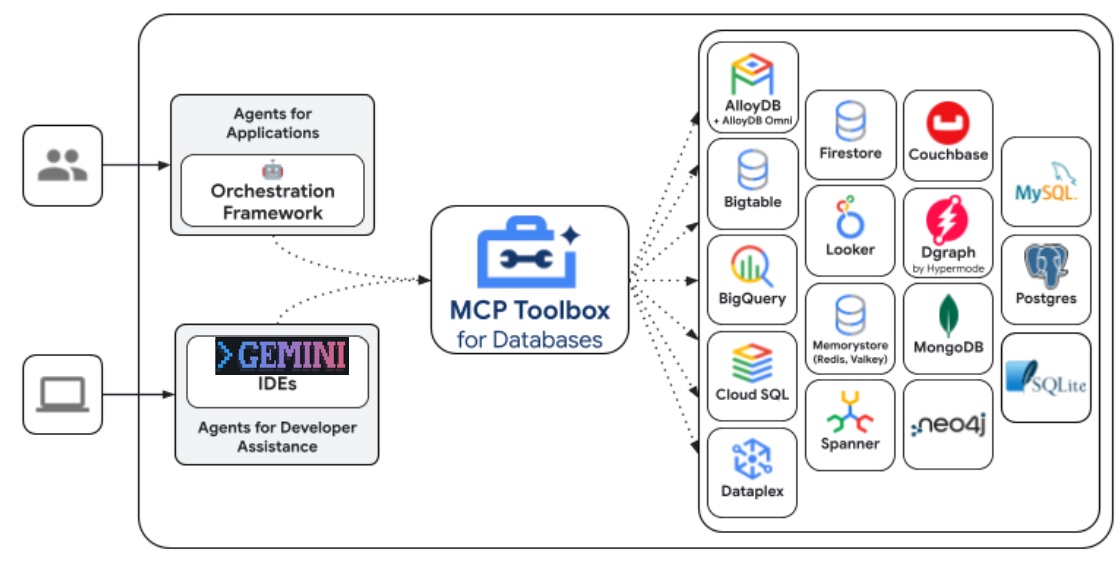 Agents for
Applications
Orchestration
Framework
>GEMINI
IDEs
Agents for Developer
Assistance
MCP Toolbox
for Databases
AlloyDB
+ AlloyDB Omni
Bigtable
BigQuery
Cloud SQL
Dataplex
Firestore
Looker
Memorystore
(Redis, Valkey)
Spanner
Couchbase
Dgraph
by Hypermode
MongoDB
neo4j
MySQL
Postgres
SQLite